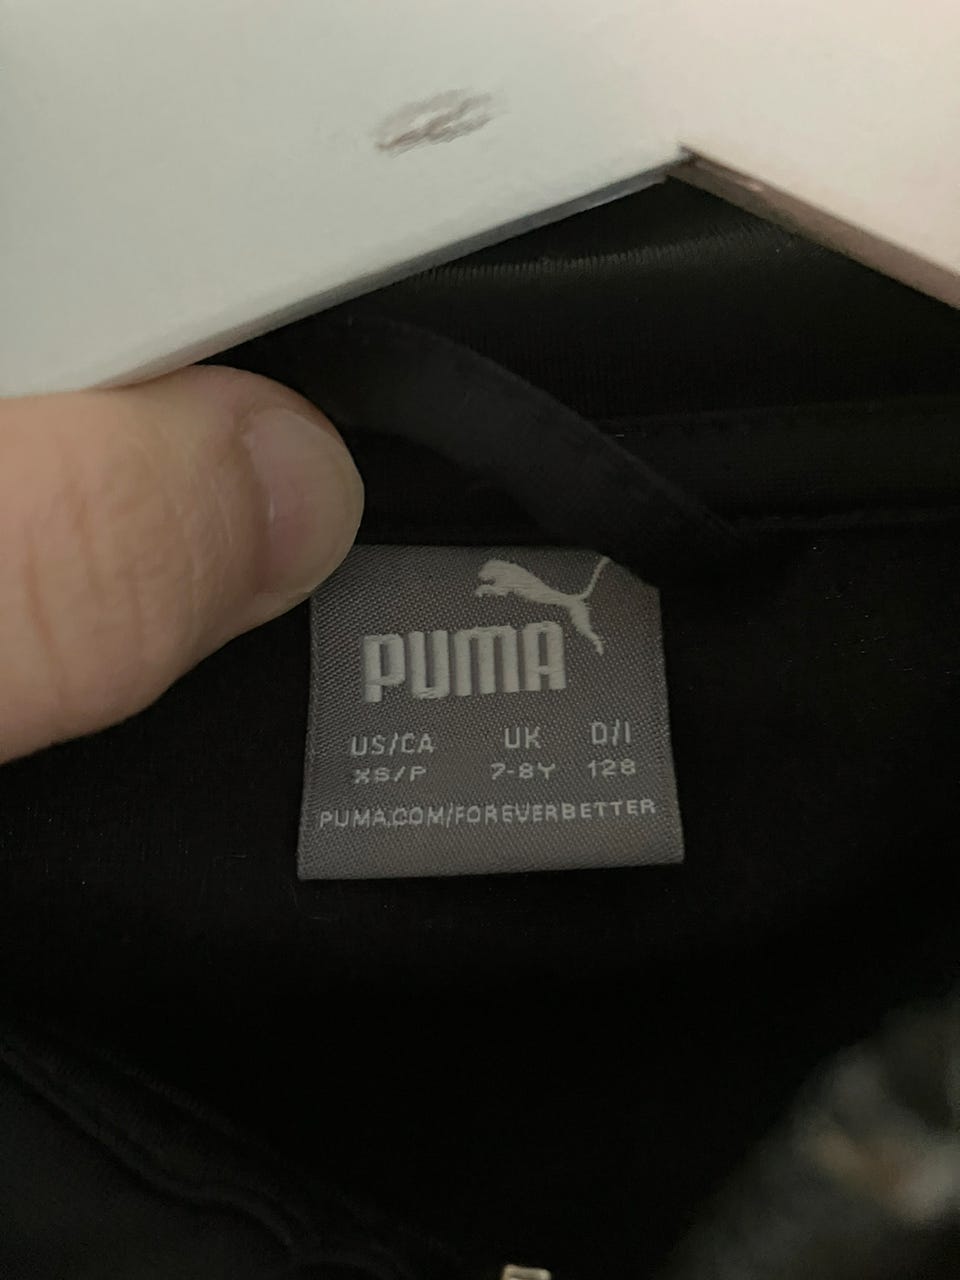 PUMA
US/CA UK D/I
XS/P 7-8Y 128
PUMA.COM/FOREVERBETTER